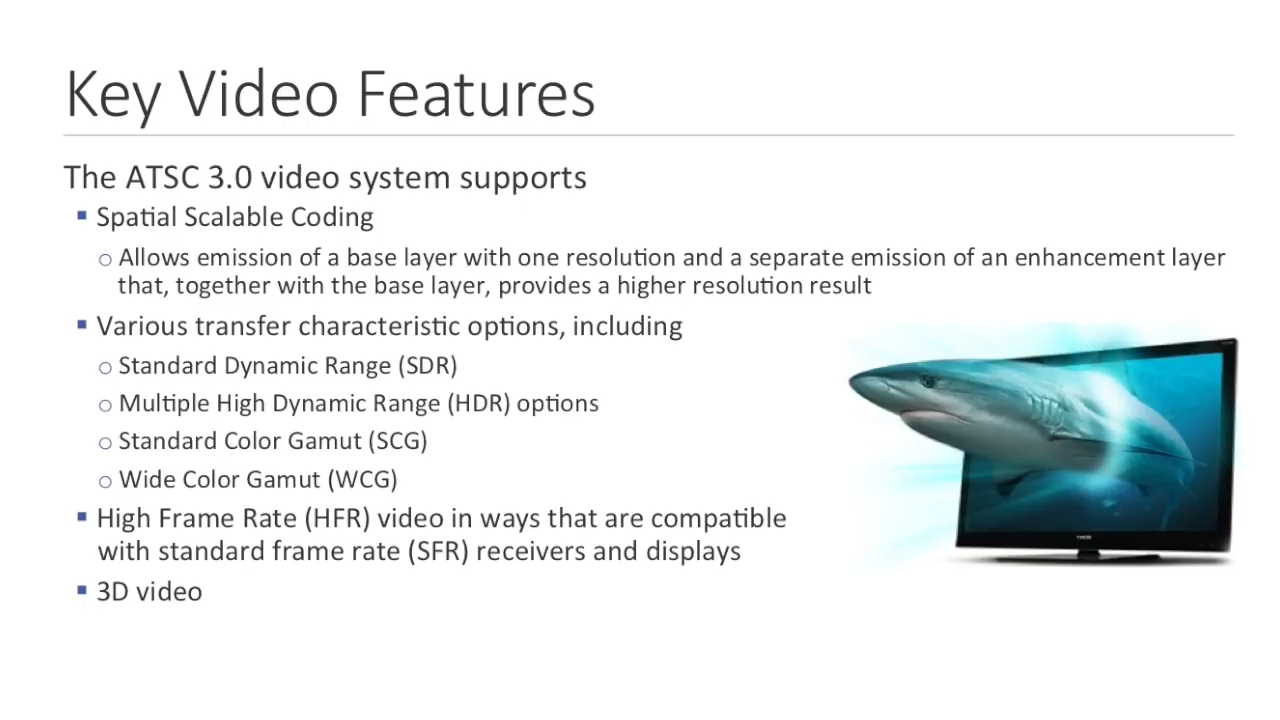 Key Video Features
The ATSC 3.0 video system supports
▪ Spatial Scalable Coding
o Allows emission of a base layer with one resolution and a separate emission of an enhancement layer
that, together with the base layer, provides a higher resolution result
▪ Various transfer characteristic options, including
o Standard Dynamic Range (SDR)
o Multiple High Dynamic Range (HDR) options
o Standard Color Gamut (SCG)
o Wide Color Gamut (WCG)
▪ High Frame Rate (HFR) video in ways that are compatible
with standard frame rate (SFR) receivers and displays
▪ 3D video